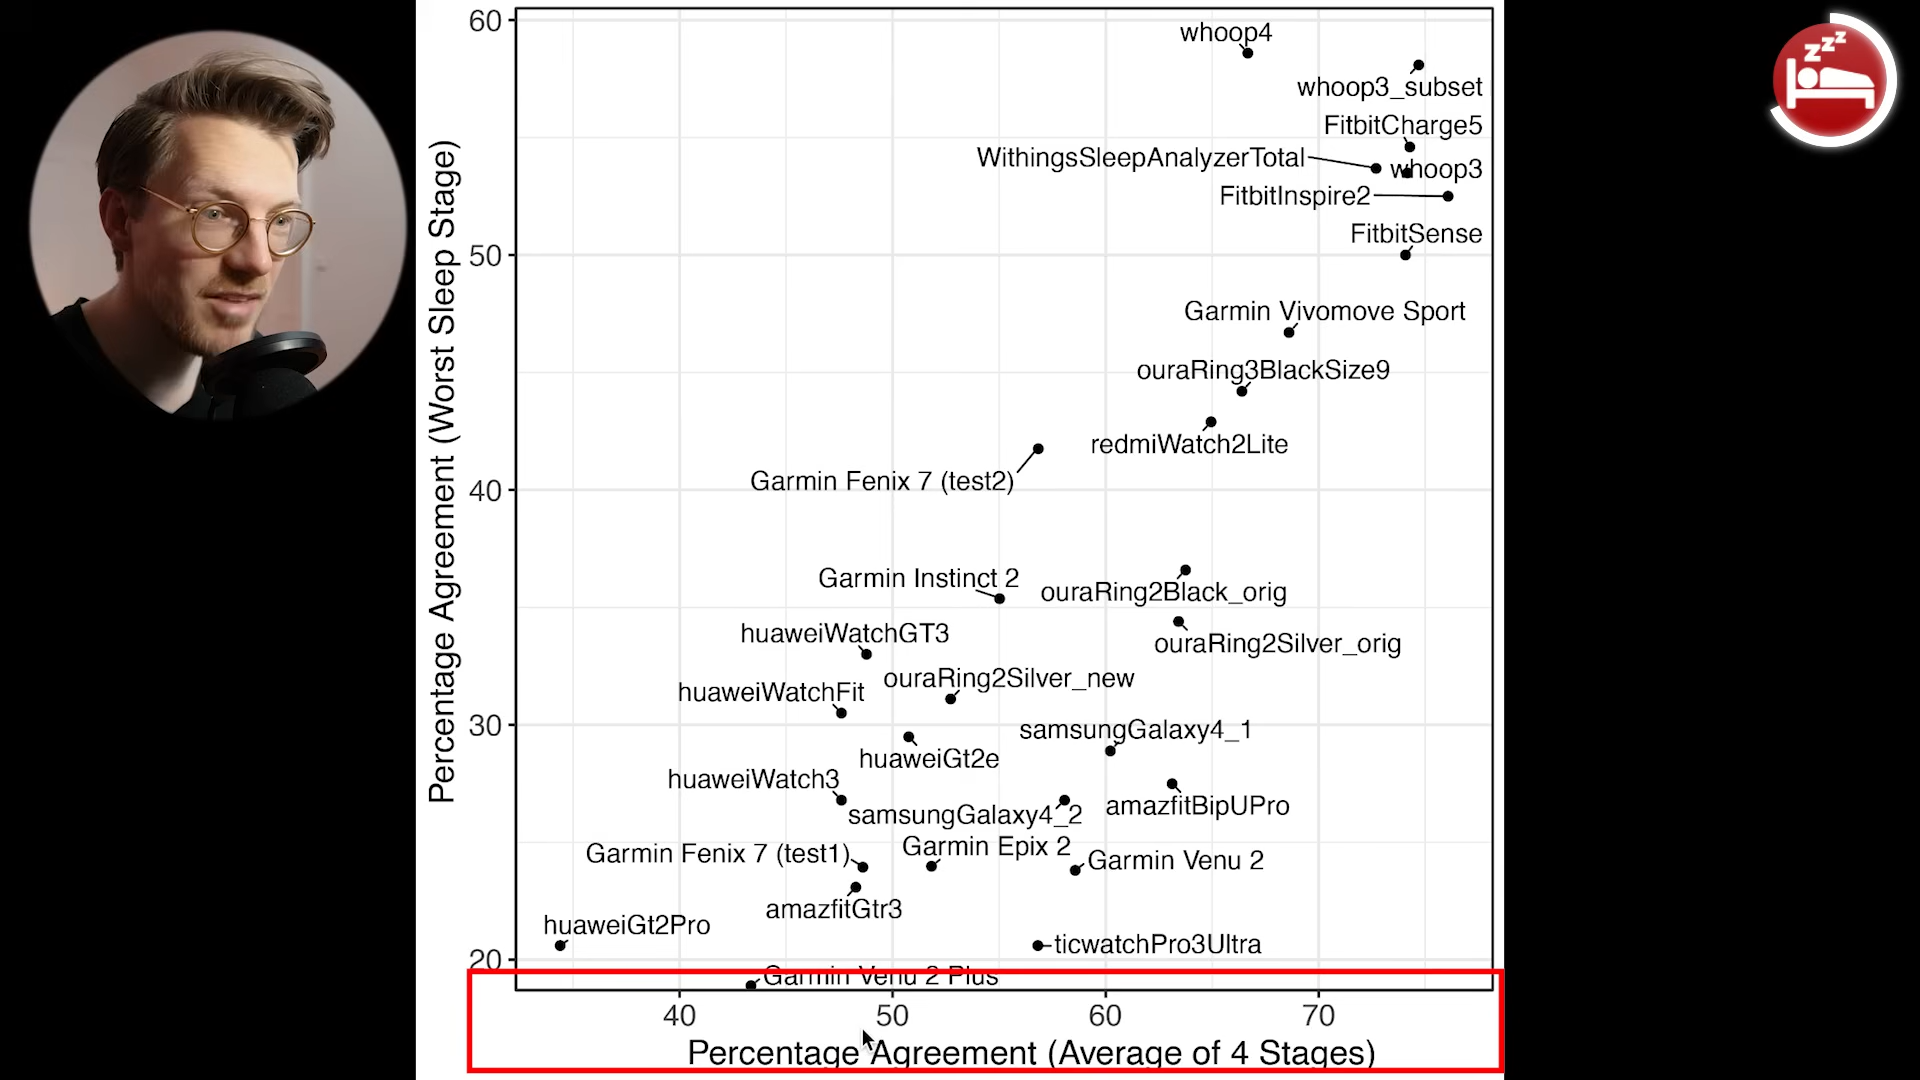 60
whoop4
whoop3_subset
FitbitCharge5
WithingsSleepAnalyzerTotal
whoop3
FitbitInspire2
FitbitSense
50
Garmin Vivomove Sport
ouraRing3BlackSize9
redmiWatch2Lite
Garmin Fenix 7 (test2)
40
Garmin Instinct 2
ouraRing2Black_orig
huaweiWatchGT3
ouraRing2Silver_orig
ouraRing2Silver_new
huaweiWatchFit
30
samsungGalaxy4_1
huaweiGt2e
huaweiWatch3
samsungGalaxy4_2
amazfitBipUPro
Garmin Fenix 7 (test1)
Garmin Epix 2
Garmin Venu 2
amazfitGtr3
huaweiGt2Pro
ticwatchPro3Ultra
20
Garmin Venu 2 Plus
40 50 60 70
Percentage Agreement (Average of 4 Stages)
Percentage Agreement (Worst Sleep Stage)
zzz